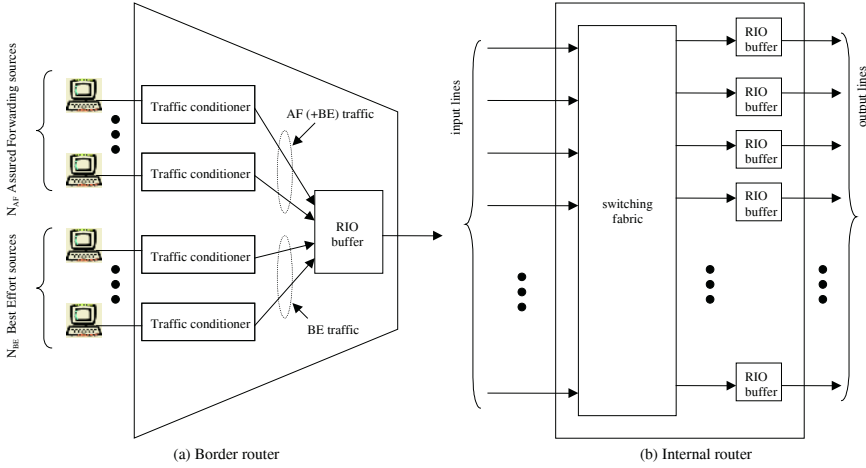 N_AF Assured Forwarding sources
N_BE Best Effort sources
Traffic conditioner
Traffic conditioner
Traffic conditioner
Traffic conditioner
AF (+BE) traffic
BE traffic
RIO
buffer
(a) Border router
input lines
switching
fabric
RIO
buffer
RIO
buffer
RIO
buffer
RIO
buffer
RIO
buffer
output lines
(b) Internal router